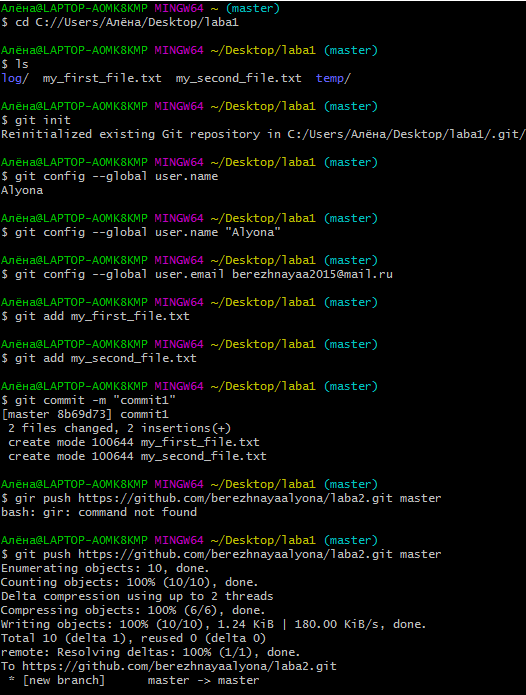 Алёна@LAPTOP-AOMK8KMP MINGW64 ~ (master)
$ cd C://Users/Алёна/Desktop/laba1
Алёна@LAPTOP-AOMK8KMP MINGW64 ~/Desktop/laba1 (master)
$ ls
log/  my_first_file.txt  my_second_file.txt  temp/
Алёна@LAPTOP-AOMK8KMP MINGW64 ~/Desktop/laba1 (master)
$ git init
Reinitialized existing Git repository in C:/Users/Алёна/Desktop/laba1/.git/
Алёна@LAPTOP-AOMK8KMP MINGW64 ~/Desktop/laba1 (master)
$ git config --global user.name
Alyona
Алёна@LAPTOP-AOMK8KMP MINGW64 ~/Desktop/laba1 (master)
$ git config --global user.name "Alyona"
Алёна@LAPTOP-AOMK8KMP MINGW64 ~/Desktop/laba1 (master)
$ git config --global user.email berezhnayaa2015@mail.ru
Алёна@LAPTOP-AOMK8KMP MINGW64 ~/Desktop/laba1 (master)
$ git add my_first_file.txt
Алёна@LAPTOP-AOMK8KMP MINGW64 ~/Desktop/laba1 (master)
$ git add my_second_file.txt
Алёна@LAPTOP-AOMK8KMP MINGW64 ~/Desktop/laba1 (master)
$ git commit -m "commit1"
[master 8b69d73] commit1
 2 files changed, 2 insertions(+)
 create mode 100644 my_first_file.txt
 create mode 100644 my_second_file.txt
Алёна@LAPTOP-AOMK8KMP MINGW64 ~/Desktop/laba1 (master)
$ gir push https://github.com/berezhnayaalyona/laba2.git master
bash: gir: command not found
Алёна@LAPTOP-AOMK8KMP MINGW64 ~/Desktop/laba1 (master)
$ git push https://github.com/berezhnayaalyona/laba2.git master
Enumerating objects: 10, done.
Counting objects: 100% (10/10), done.
Delta compression using up to 2 threads
Compressing objects: 100% (6/6), done.
Writing objects: 100% (10/10), 1.24 KiB | 180.00 KiB/s, done.
Total 10 (delta 1), reused 0 (delta 0)
remote: Resolving deltas: 100% (1/1), done.
To https://github.com/berezhnayaalyona/laba2.git
 * [new branch]      master -> master